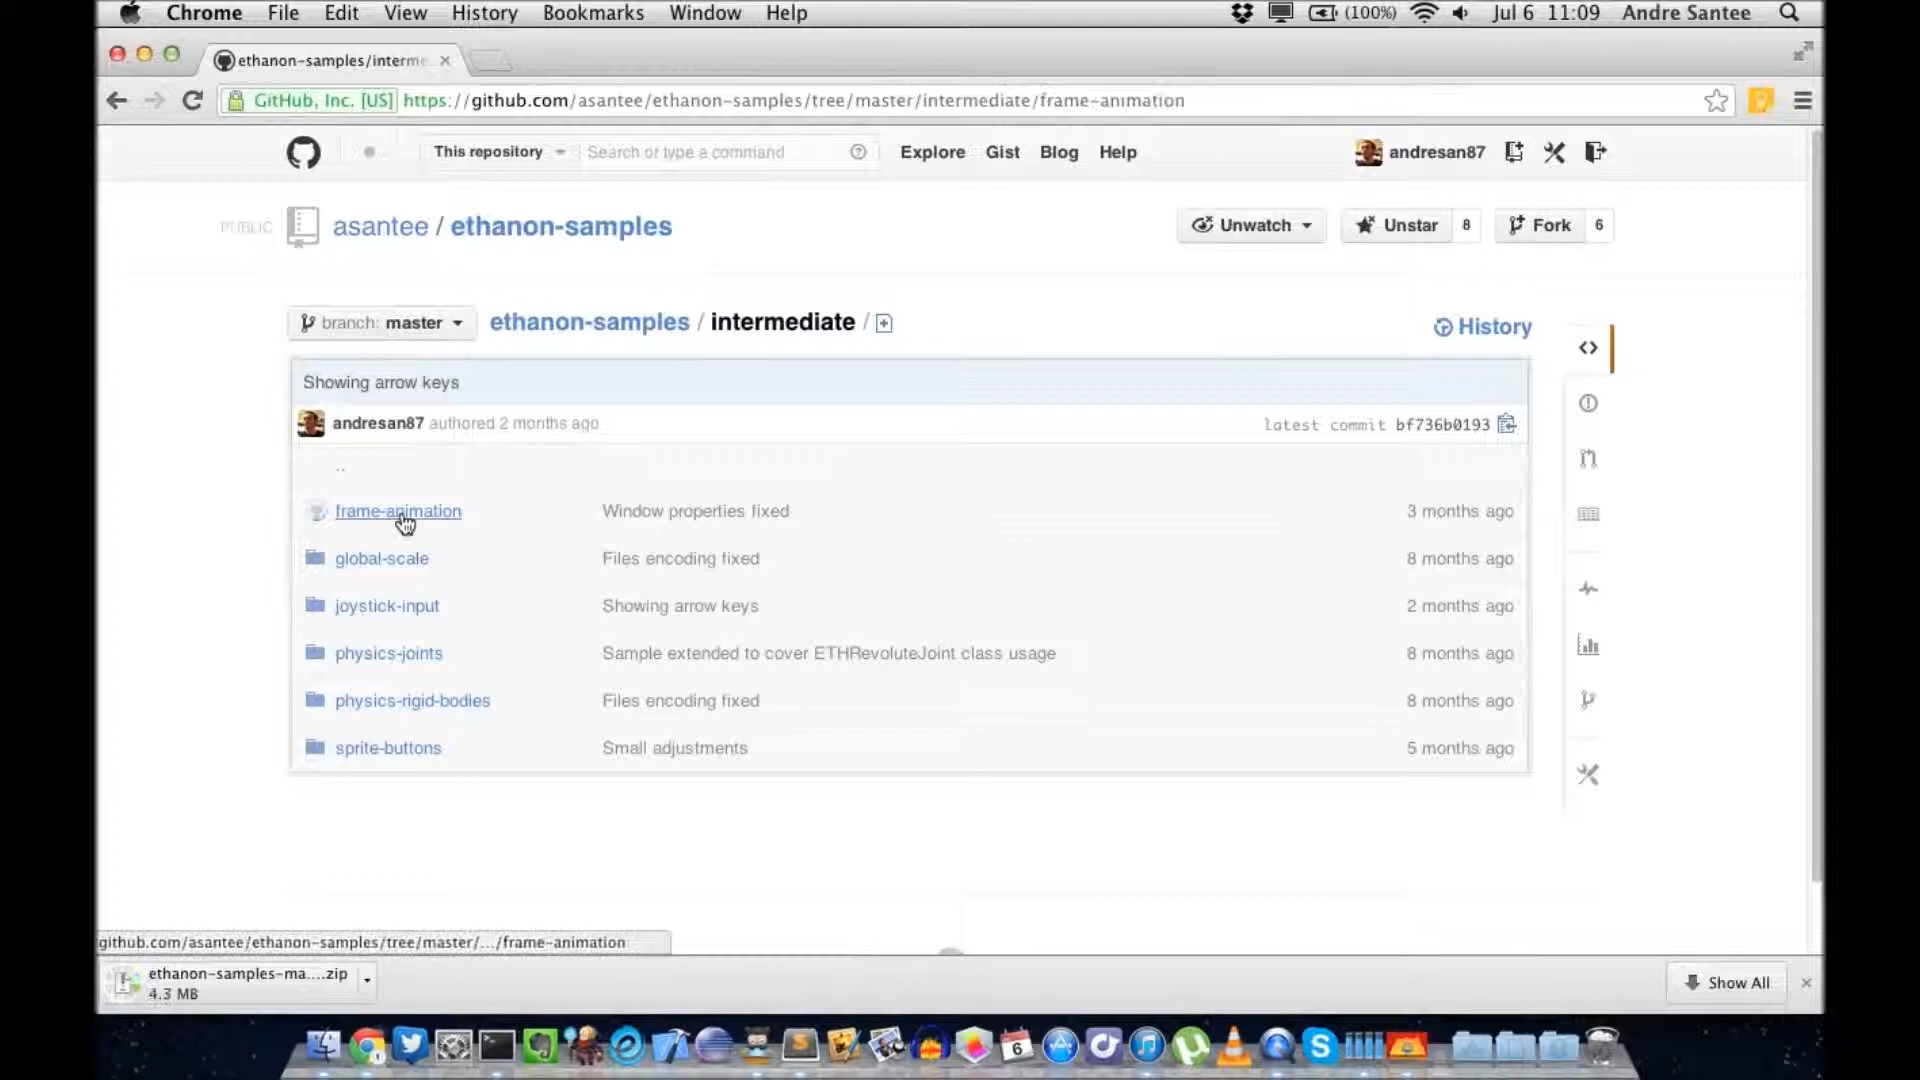 Chrome File Edit View History Bookmarks Window Help (100%) Jul 6 11:09 Andre Santee
ethanon-samples/interme
GitHub, Inc. [US] https://github.com/asantee/ethanon-samples/tree/master/intermediate/frame-animation
This repository Search or type a command Explore Gist Blog Help andresan87
PUBLIC asantee / ethanon-samples Unwatch Unstar 8 Fork 6
branch: master ethanon-samples / intermediate / History
Showing arrow keys
andresan87 authored 2 months ago latest commit bf736b0193
..
frame-animation Window properties fixed 3 months ago
global-scale Files encoding fixed 8 months ago
joystick-input Showing arrow keys 2 months ago
physics-joints Sample extended to cover ETHRevoluteJoint class usage 8 months ago
physics-rigid-bodies Files encoding fixed 8 months ago
sprite-buttons Small adjustments 5 months ago
github.com/asantee/ethanon-samples/tree/master/.../frame-animation
ethanon-samples-ma....zip
4.3 MB
Show All
6